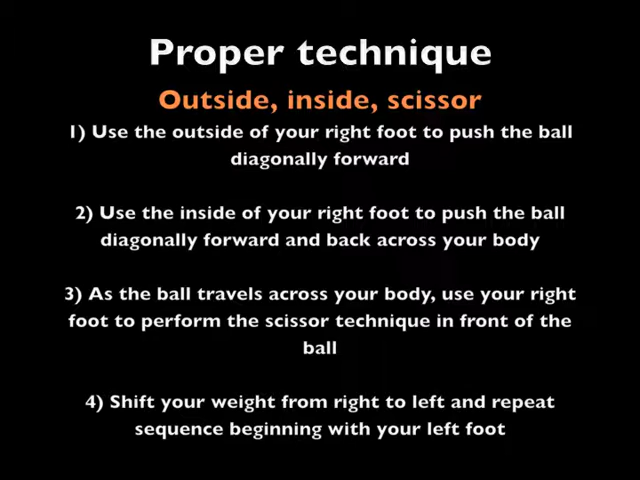 Proper technique
Outside, inside, scissor
1) Use the outside of your right foot to push the ball
diagonally forward
2) Use the inside of your right foot to push the ball
diagonally forward and back across your body
3) As the ball travels across your body, use your right
foot to perform the scissor technique in front of the
ball
4) Shift your weight from right to left and repeat
sequence beginning with your left foot